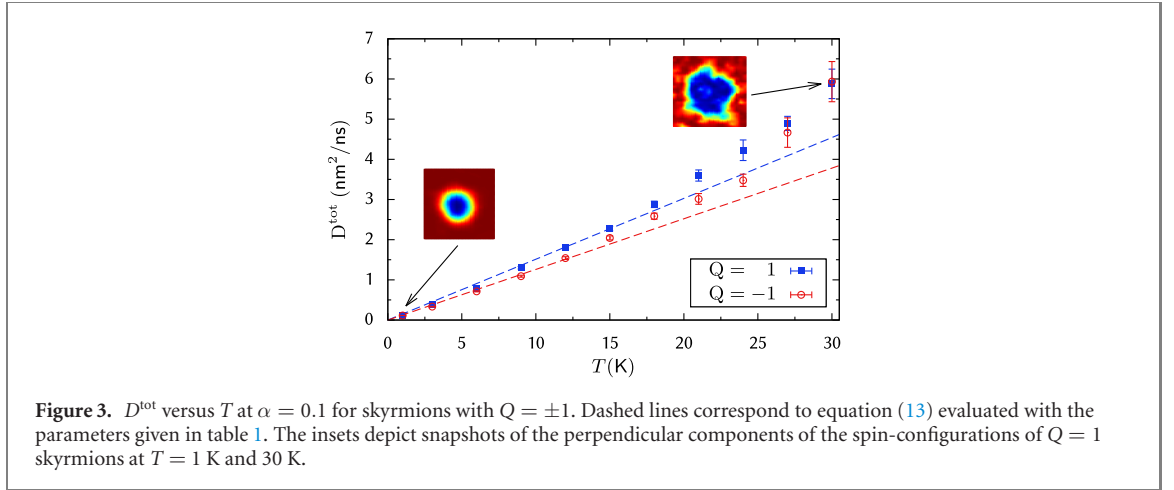 7
6
5
4
3
2
1
0
D^tot (nm²/ns)
Q = 1
Q = −1
0 5 10 15 20 25 30
T(K)
Figure 3. D^tot versus T at α = 0.1 for skyrmions with Q = ±1. Dashed lines correspond to equation (13) evaluated with the
parameters given in table 1. The insets depict snapshots of the perpendicular components of the spin-configurations of Q = 1
skyrmions at T = 1 K and 30 K.